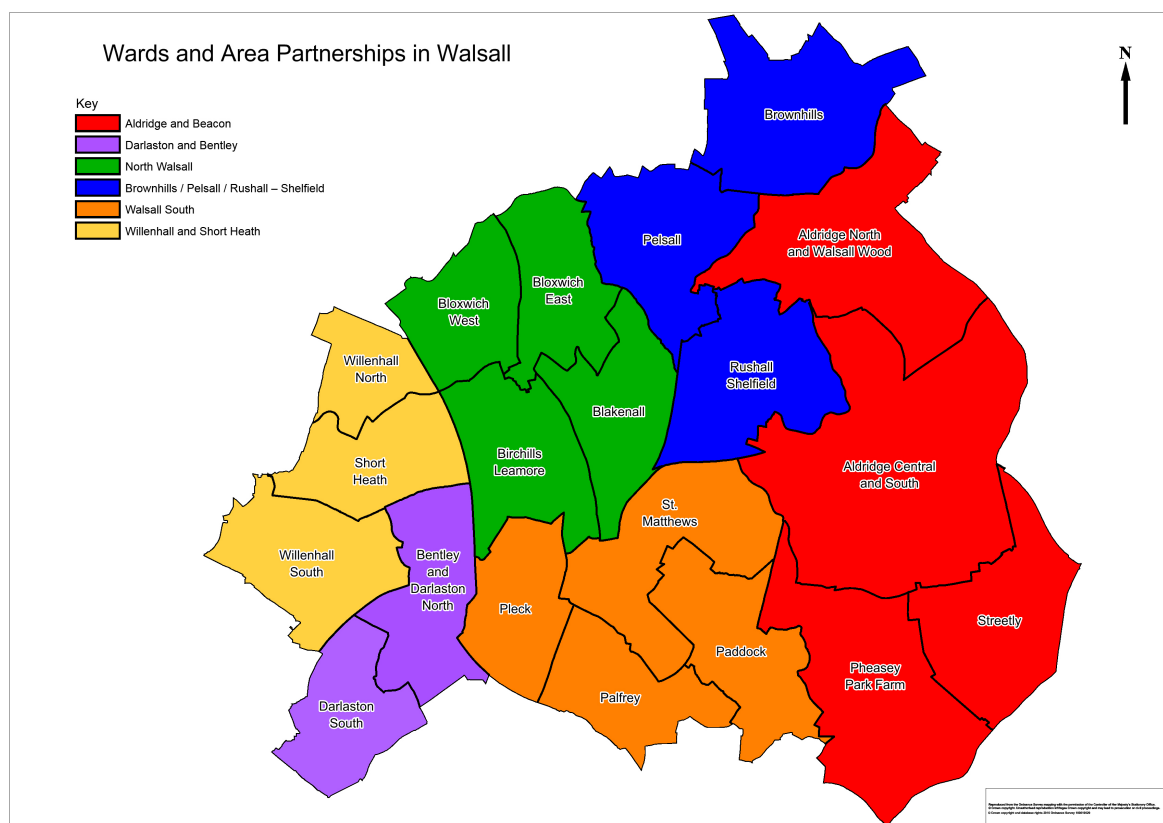 Wards and Area Partnerships in Walsall
N
Key
Aldridge and Beacon
Darlaston and Bentley
North Walsall
Brownhills / Pelsall / Rushall – Shelfield
Walsall South
Willenhall and Short Heath
Brownhills
Pelsall
Aldridge North
and Walsall Wood
Bloxwich
East
Bloxwich
West
Willenhall
North
Rushall
Shelfield
Blakenall
Birchills
Leamore
Short
Heath
Aldridge Central
and South
St.
Matthews
Willenhall
South
Bentley
and
Darlaston
North
Pleck
Streetly
Paddock
Pheasey
Park Farm
Palfrey
Darlaston
South